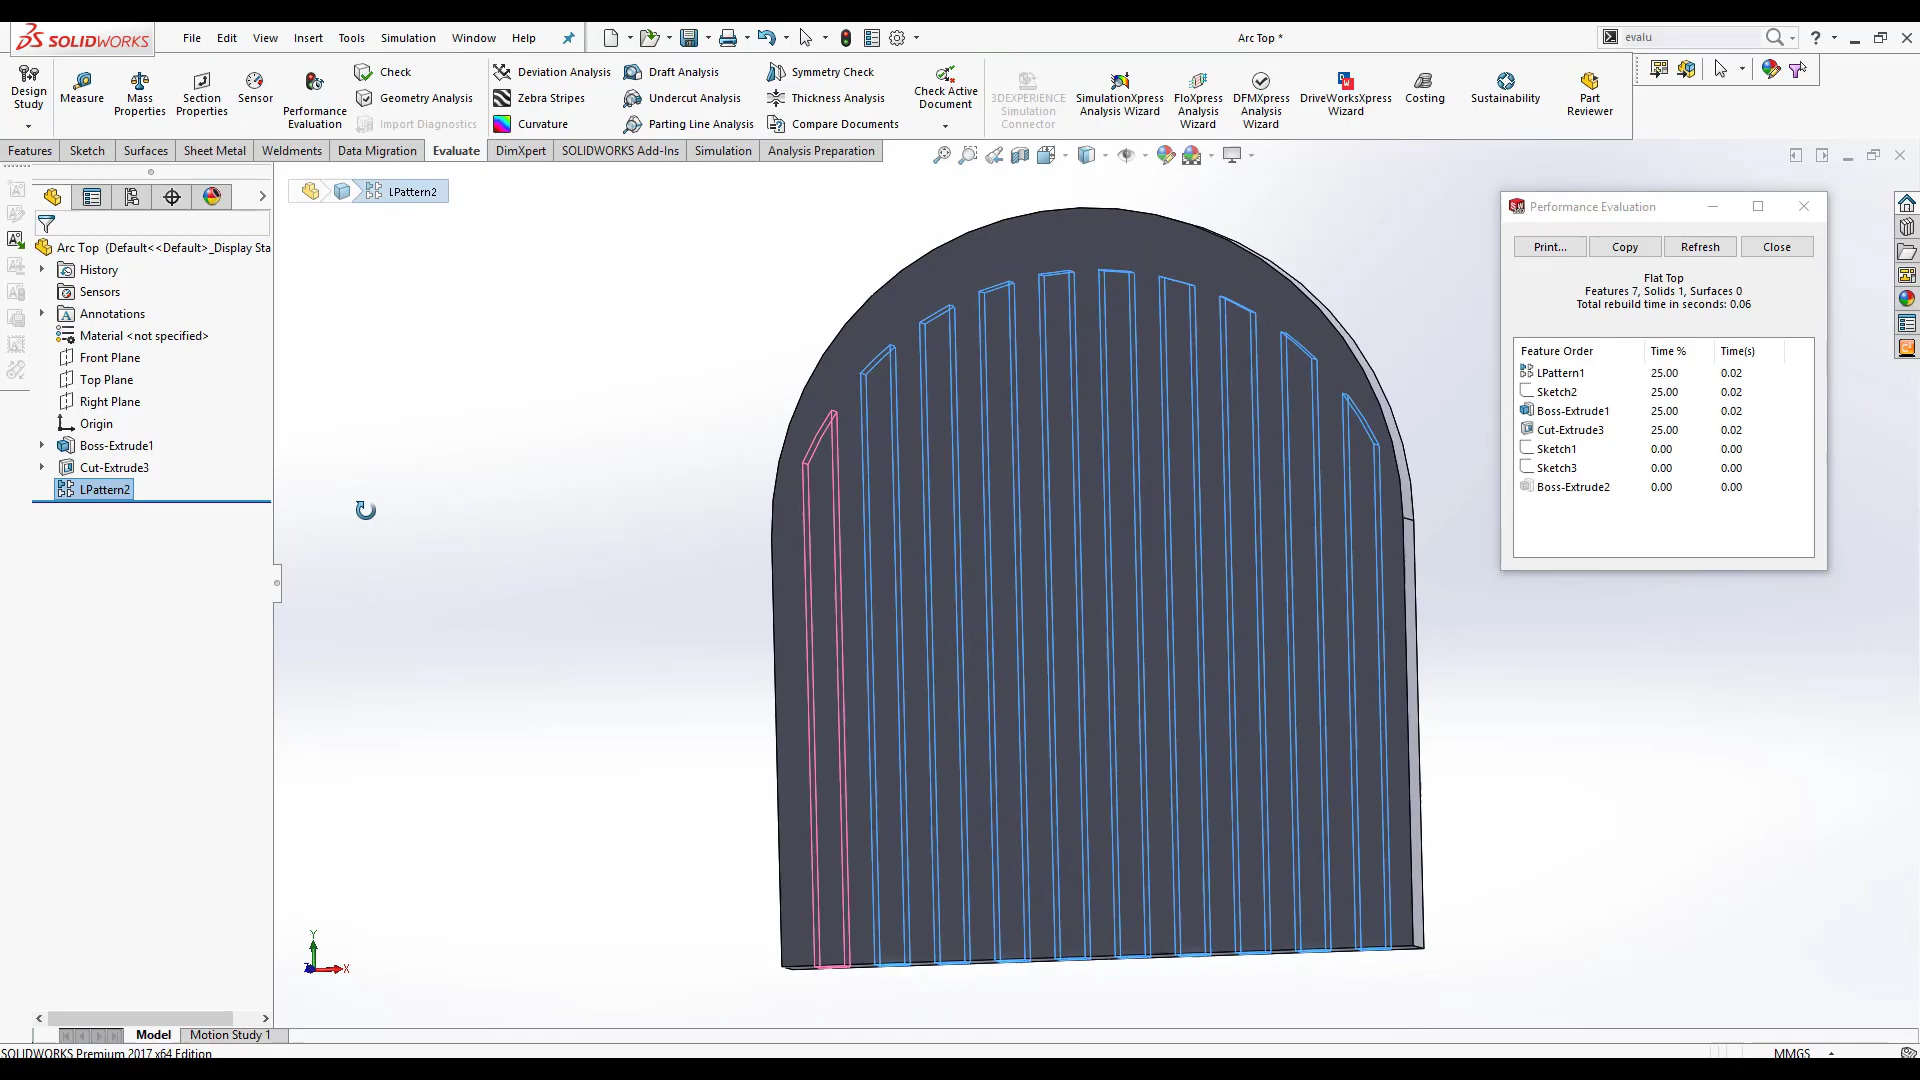 SOLIDWORKS File Edit View Insert Tools Simulation Window Help Arc Top * evalu
Design Study
Measure
Mass Properties
Section Properties
Sensor
Performance Evaluation
Check
Geometry Analysis
Import Diagnostics
Deviation Analysis
Zebra Stripes
Curvature
Draft Analysis
Undercut Analysis
Parting Line Analysis
Symmetry Check
Thickness Analysis
Compare Documents
Check Active Document
3DEXPERIENCE Simulation Connector
SimulationXpress Analysis Wizard
FloXpress Analysis Wizard
DFMXpress Analysis Wizard
DriveWorksXpress Wizard
Costing
Sustainability
Part Reviewer
Features Sketch Surfaces Sheet Metal Weldments Data Migration Evaluate DimXpert SOLIDWORKS Add-Ins Simulation Analysis Preparation
LPattern2
Arc Top (Default<<Default>_Display Sta
History
Sensors
Annotations
Material <not specified>
Front Plane
Top Plane
Right Plane
Origin
Boss-Extrude1
Cut-Extrude3
LPattern2
Performance Evaluation
Print... Copy Refresh Close
Flat Top
Features 7, Solids 1, Surfaces 0
Total rebuild time in seconds: 0.06
Feature Order Time % Time(s)
LPattern1 25.00 0.02
Sketch2 25.00 0.02
Boss-Extrude1 25.00 0.02
Cut-Extrude3 25.00 0.02
Sketch1 0.00 0.00
Sketch3 0.00 0.00
Boss-Extrude2 0.00 0.00
Y
Z X
Model Motion Study 1
SOLIDWORKS Premium 2017 x64 Edition MMGS